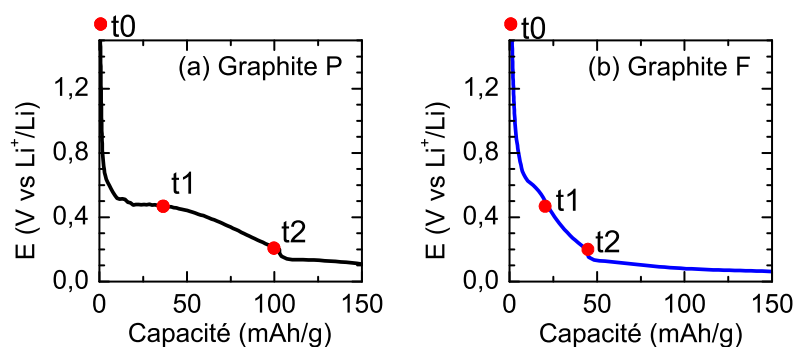 t0
(a) Graphite P
E (V vs Li⁺/Li)
1,2
0,8
0,4
0,0
t1
t2
0
50
100
150
Capacité (mAh/g)
t0
(b) Graphite F
E (V vs Li⁺/Li)
1,2
0,8
0,4
0,0
t1
t2
0
50
100
150
Capacité (mAh/g)